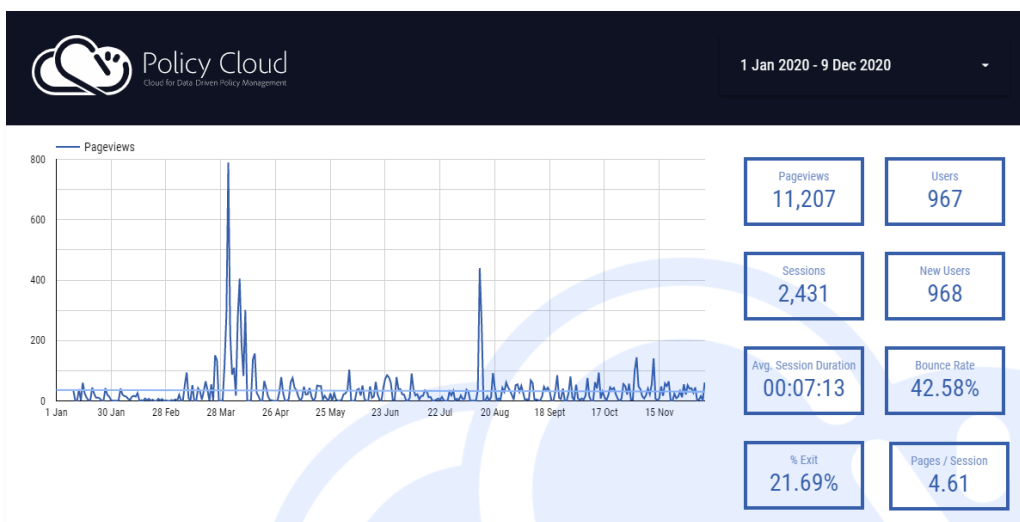 Policy Cloud
Cloud for Data Driven Policy Management
1 Jan 2020 - 9 Dec 2020
Pageviews
800
600
400
200
0
1 Jan 30 Jan 28 Feb 28 Mar 26 Apr 25 May 23 Jun 22 Jul 20 Aug 18 Sept 17 Oct 15 Nov
Pageviews
11,207
Users
967
Sessions
2,431
New Users
968
Avg. Session Duration
00:07:13
Bounce Rate
42.58%
% Exit
21.69%
Pages / Session
4.61